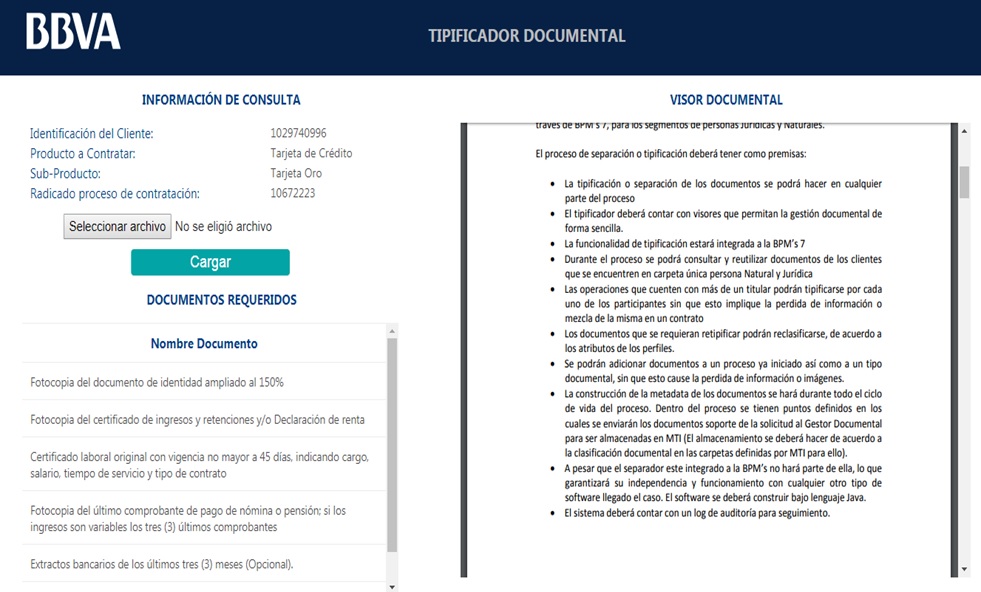 BBVA
TIPIFICADOR DOCUMENTAL
INFORMACIÓN DE CONSULTA
Identificación del Cliente: 1029740996
Producto a Contratar: Tarjeta de Crédito
Sub-Producto: Tarjeta Oro
Radicado proceso de contratación: 10672223
Seleccionar archivo No se eligió archivo
Cargar
DOCUMENTOS REQUERIDOS
Nombre Documento
Fotocopia del documento de identidad ampliado al 150%
Fotocopia del certificado de ingresos y retenciones y/o Declaración de renta
Certificado laboral original con vigencia no mayor a 45 días, indicando cargo,
salario, tiempo de servicio y tipo de contrato
Fotocopia del último comprobante de pago de nómina o pensión; si los
ingresos son variables los tres (3) últimos comprobantes
Extractos bancarios de los últimos tres (3) meses (Opcional).
VISOR DOCUMENTAL
través de BPM´s 7, para los segmentos de personas Jurídicas y Naturales.
El proceso de separación o tipificación deberá tener como premisas:
• La tipificación o separación de los documentos se podrá hacer en cualquier
parte del proceso
• El tipificador deberá contar con visores que permitan la gestión documental de
forma sencilla.
• La funcionalidad de tipificación estará integrada a la BPM´s 7
• Durante el proceso se podrá consultar y reutilizar documentos de los clientes
que se encuentren en carpeta única persona Natural y Jurídica
• Las operaciones que cuenten con más de un titular podrán tipificarse por cada
uno de los participantes sin que esto implique la perdida de información o
mezcla de la misma en un contrato
• Los documentos que se requieran retipificar podrán reclasificarse, de acuerdo a
los atributos de los perfiles.
• Se podrán adicionar documentos a un proceso ya iniciado así como a un tipo
documental, sin que esto cause la perdida de información o imágenes.
• La construcción de la metadata de los documentos se hará durante todo el ciclo
de vida del proceso. Dentro del proceso se tienen puntos definidos en los
cuales se enviarán los documentos soporte de la solicitud al Gestor Documental
para ser almacenadas en MTI (El almacenamiento se deberá hacer de acuerdo a
la clasificación documental en las carpetas definidas por MTI para ello).
• A pesar que el separador este integrado a la BPM´s no hará parte de ella, lo que
garantizará su independencia y funcionamiento con cualquier otro tipo de
software llegado el caso. El software se deberá construir bajo lenguaje Java.
• El sistema deberá contar con un log de auditoría para seguimiento.